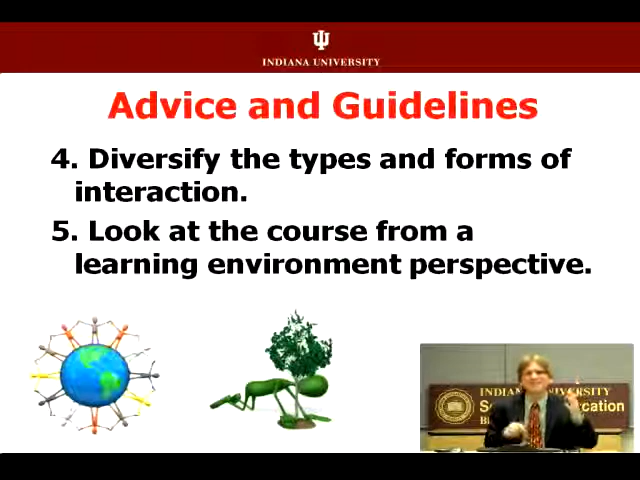 INDIANA UNIVERSITY
Advice and Guidelines
4. Diversify the types and forms of
interaction.
5. Look at the course from a
learning environment perspective.
INDIANA UNIVERSITY